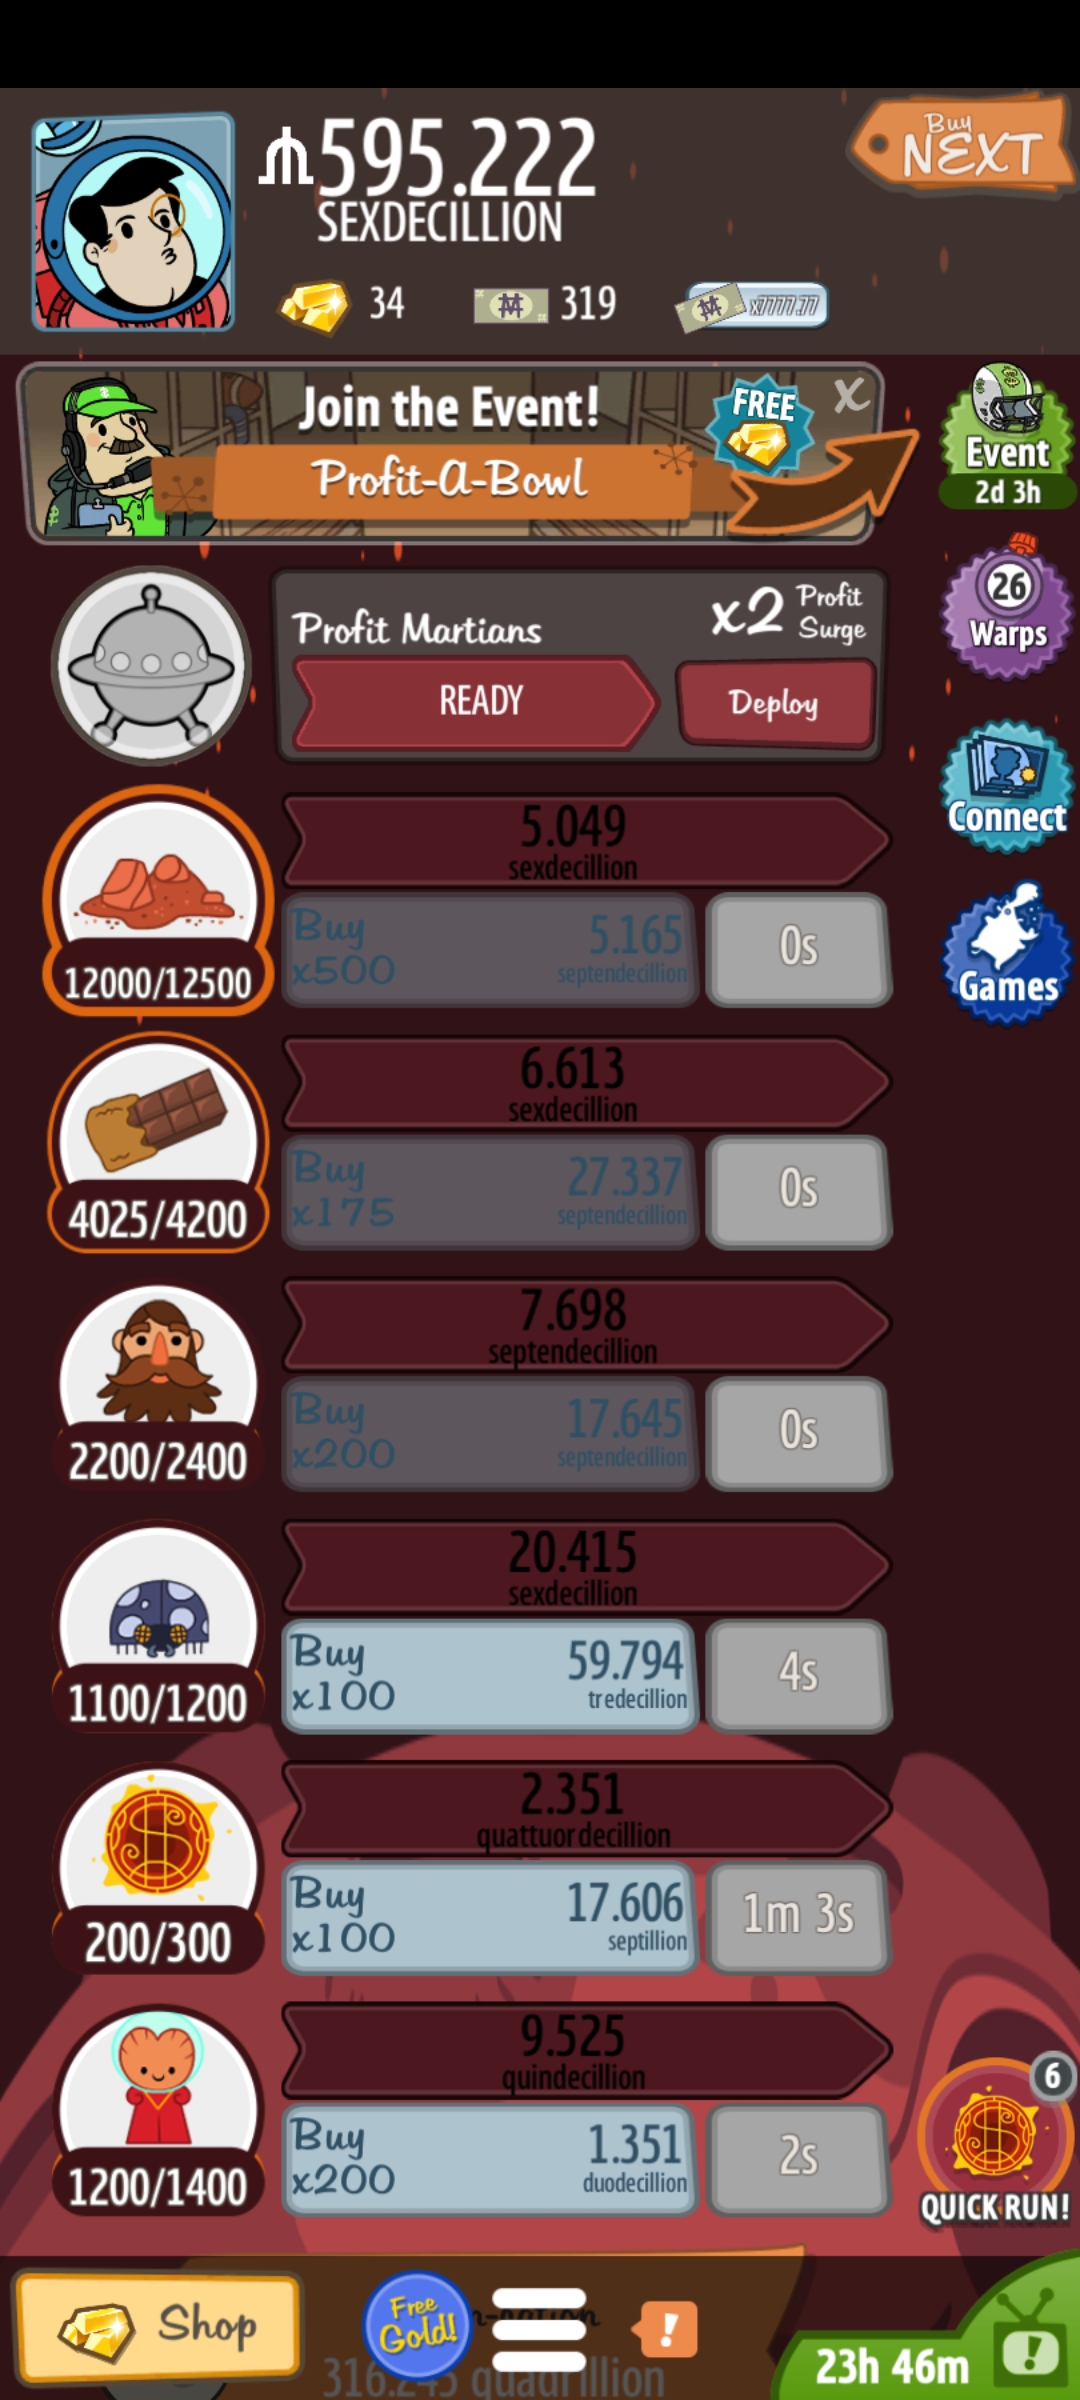 Buy
NEXT
595.222
SEXDECILLION
34
319
x7777.77
Join the Event!
FREE
X
Profit-A-Bowl
Event
2d 3h
Profit Martians
x2 Profit Surge
READY
Deploy
26
Warps
Connect
Games
5.049
sexdecillion
12000/12500
Buy x500
5.165
septendecillion
0s
6.613
sexdecillion
4025/4200
Buy x175
27.337
septendecillion
0s
7.698
septendecillion
2200/2400
Buy x200
17.645
septendecillion
0s
20.415
sexdecillion
1100/1200
Buy x100
59.794
tredecillion
4s
2.351
quattuordecillion
200/300
Buy x100
17.606
septillion
1m 3s
9.525
quindecillion
1200/1400
Buy x200
1.351
duodecillion
2s
6
QUICK RUN!
Shop
Free Gold!
!
316.245 quadrillion
23h 46m
!